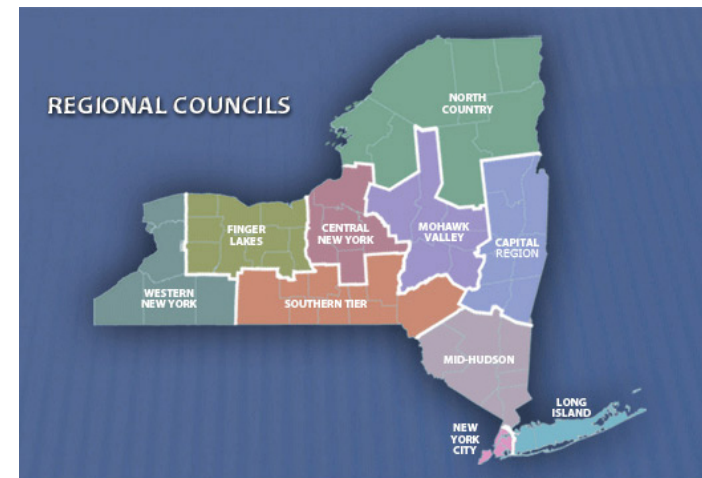 REGIONAL COUNCILS
NORTH
COUNTRY
FINGER
LAKES
CENTRAL
NEW YORK
MOHAWK
VALLEY
CAPITAL
REGION
WESTERN
NEW YORK
SOUTHERN TIER
MID-HUDSON
LONG
ISLAND
NEW
YORK
CITY